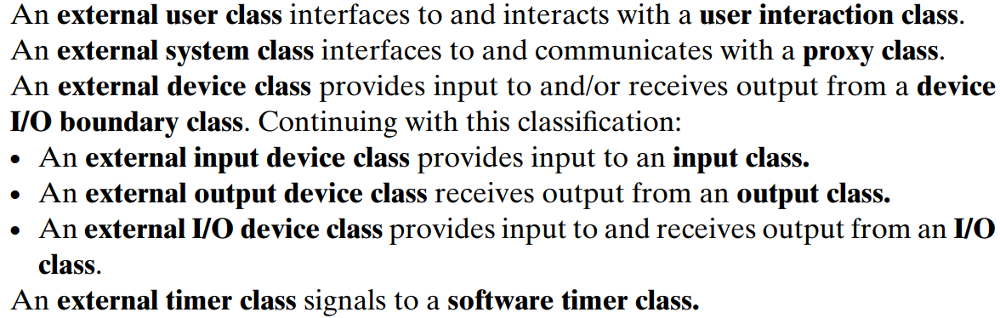 An external user class interfaces to and interacts with a user interaction class.
An external system class interfaces to and communicates with a proxy class.
An external device class provides input to and/or receives output from a device
I/O boundary class. Continuing with this classification:
• An external input device class provides input to an input class.
• An external output device class receives output from an output class.
• An external I/O device class provides input to and receives output from an I/O
class.
An external timer class signals to a software timer class.